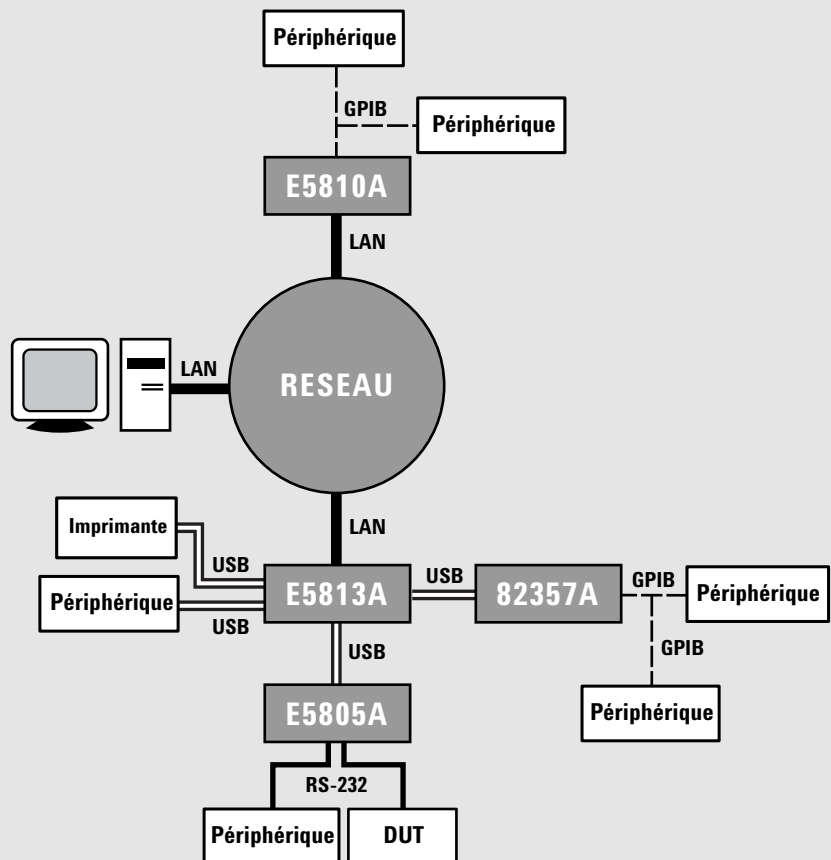 Périphérique
GPIB
Périphérique
E5810A
LAN
LAN
RESEAU
LAN
Imprimante
USB
Périphérique
USB
E5813A
USB
82357A
GPIB
Périphérique
GPIB
Périphérique
USB
E5805A
RS-232
Périphérique
DUT